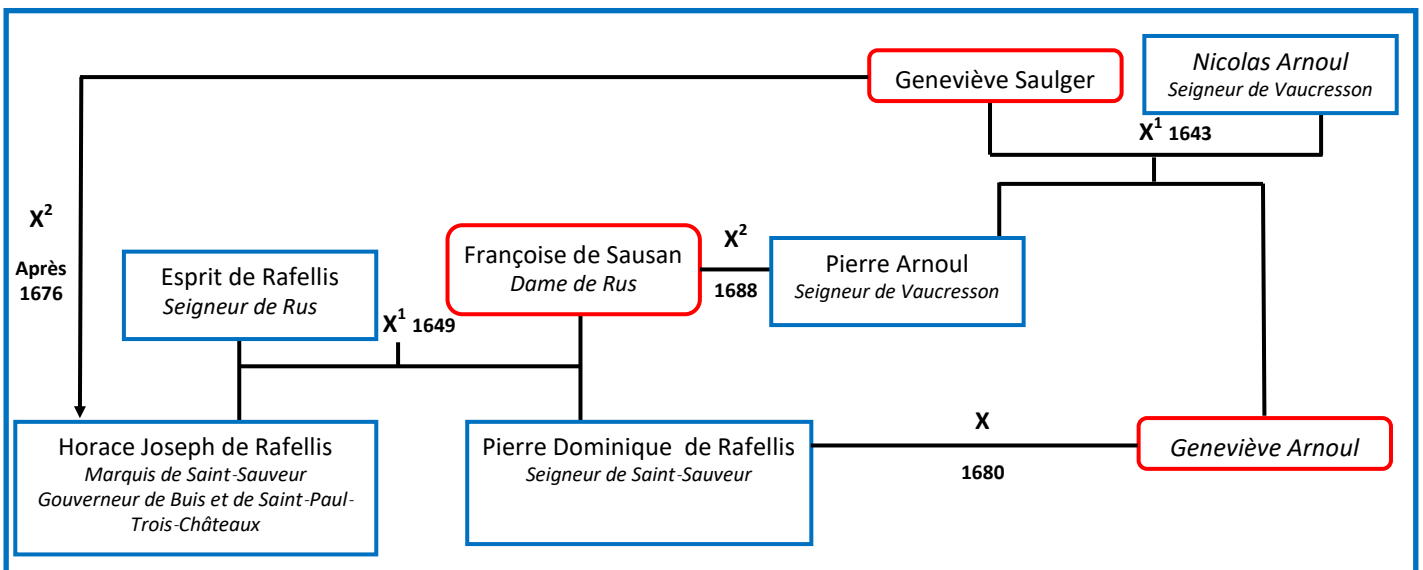 Geneviève Saulger
Nicolas Arnoul
Seigneur de Vaucresson
X¹ 1643
X²
Après
1676
Esprit de Rafellis
Seigneur de Rus
X¹ 1649
Françoise de Sausan
Dame de Rus
X²
1688
Pierre Arnoul
Seigneur de Vaucresson
Horace Joseph de Rafellis
Marquis de Saint-Sauveur
Gouverneur de Buis et de Saint-Paul-
Trois-Châteaux
Pierre Dominique de Rafellis
Seigneur de Saint-Sauveur
X
1680
Geneviève Arnoul